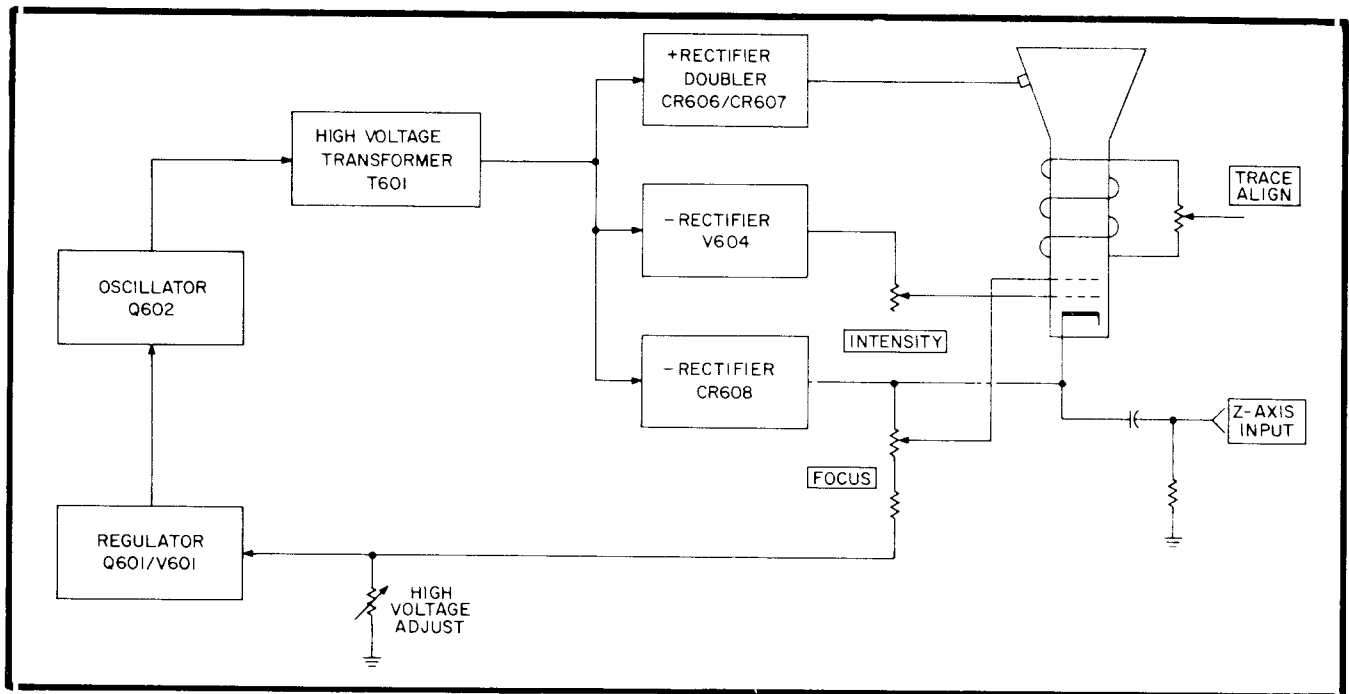 +RECTIFIER
DOUBLER
CR606/CR607
HIGH VOLTAGE
TRANSFORMER
T601
TRACE
ALIGN
−RECTIFIER
V604
OSCILLATOR
Q602
INTENSITY
−RECTIFIER
CR608
Z-AXIS
INPUT
FOCUS
REGULATOR
Q601/V601
HIGH
VOLTAGE
ADJUST